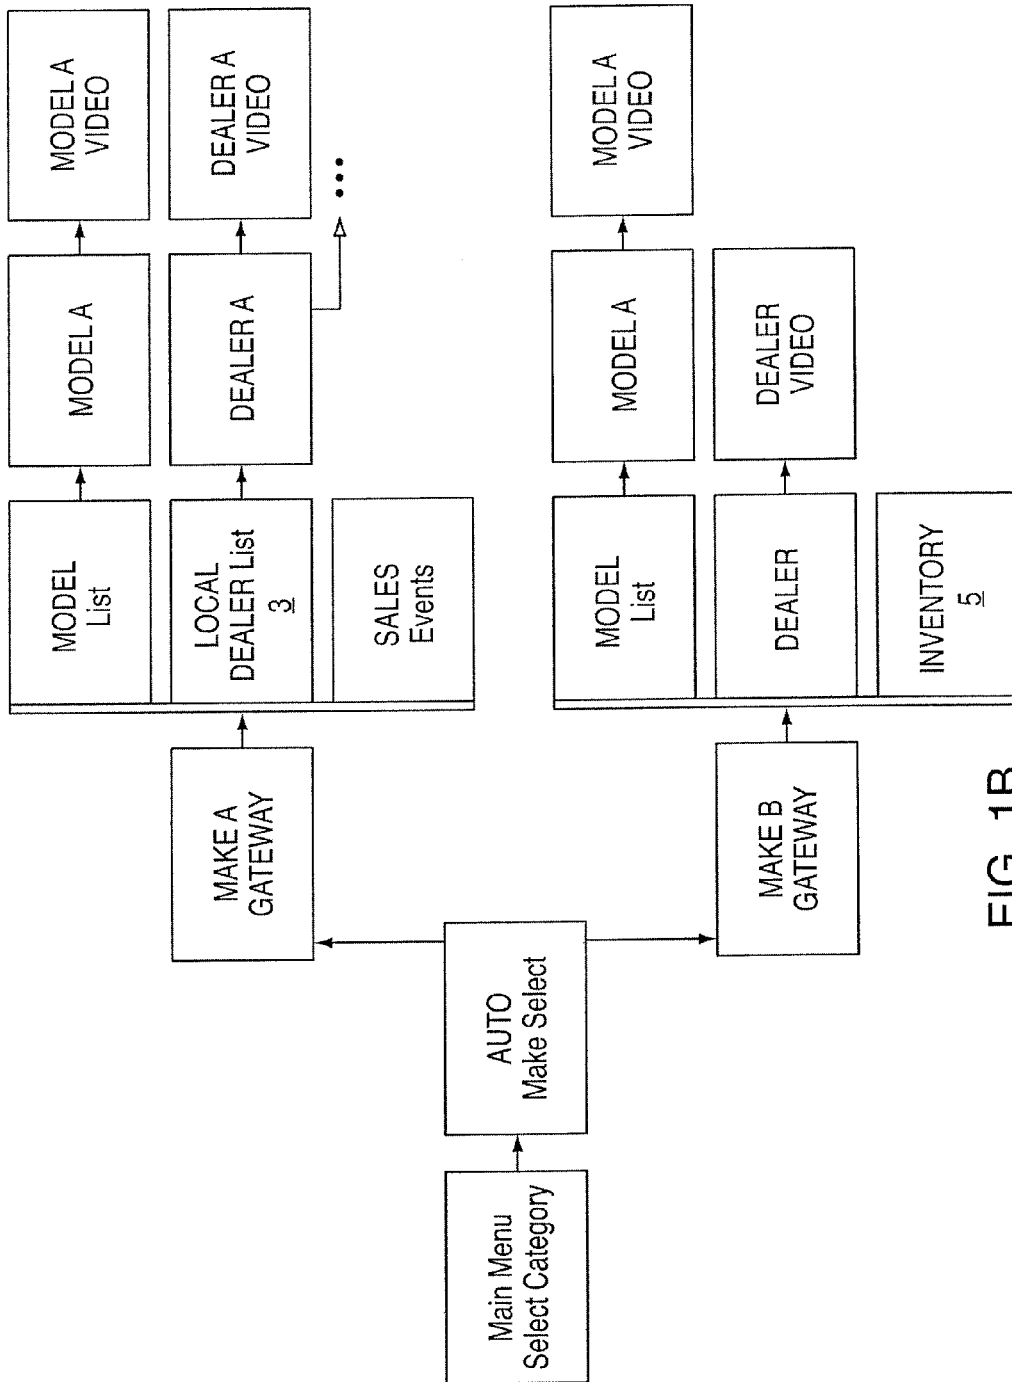 Main Menu
Select Category
AUTO
Make Select
MAKE A
GATEWAY
MODEL
List
MODEL A
MODEL A
VIDEO
LOCAL
DEALER List
3
DEALER A
DEALER A
VIDEO
...
SALES
Events
MAKE B
GATEWAY
MODEL
List
MODEL A
MODEL A
VIDEO
DEALER
DEALER
VIDEO
INVENTORY
5
FIG. 1B